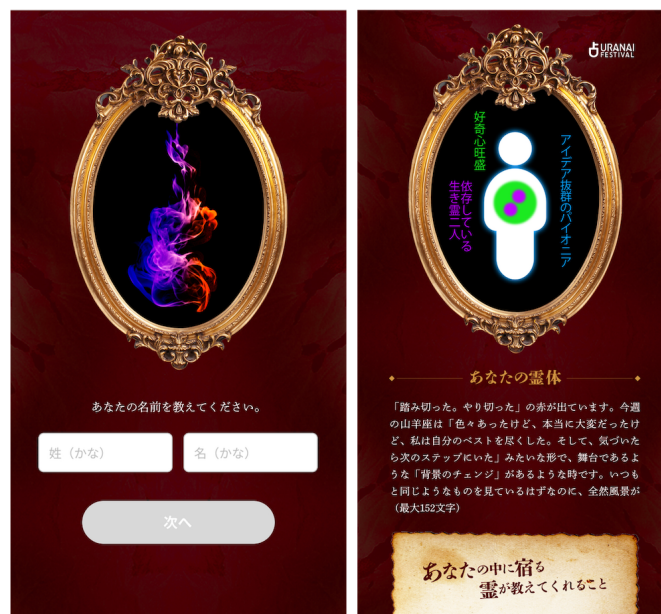 あなたの名前を教えてください。
姓（かな）
名（かな）
次へ
URANAI
FESTIVAL
好奇心旺盛
アイデア抜群のパイオニア
依存している
生き霊二人
あなたの霊体
「踏み切った。やり切った」の赤が出ています。今週
の山羊座は「色々あったけど、本当に大変だったけ
ど、私は自分のベストを尽くした。そして、気づいた
ら次のステップにいた」みたいな形で、舞台であるよ
うな「背景のチェンジ」があるような時です。いつも
と同じようなものを見ているはずなのに、全然風景が
（最大152文字）
あなたの中に宿る
霊が教えてくれること